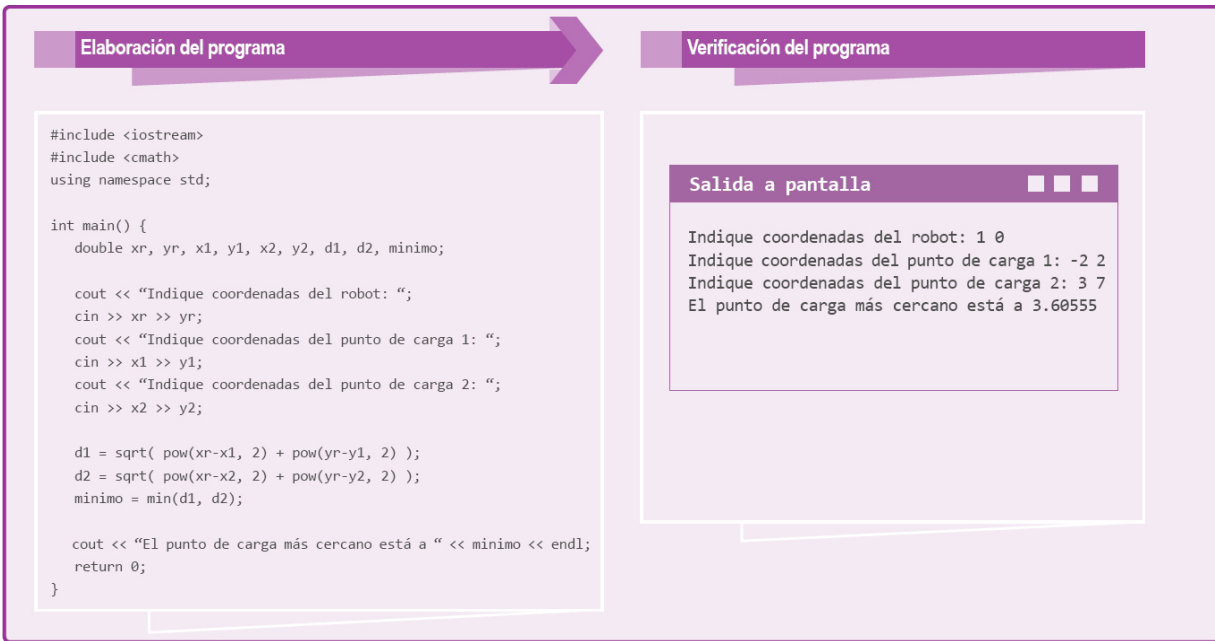 Elaboración del programa
#include <iostream>
#include <cmath>
using namespace std;
int main() {
double xr, yr, x1, y1, x2, y2, d1, d2, minimo;
cout << “Indique coordenadas del robot: “;
cin >> xr >> yr;
cout << “Indique coordenadas del punto de carga 1: “;
cin >> x1 >> y1;
cout << “Indique coordenadas del punto de carga 2: “;
cin >> x2 >> y2;
d1 = sqrt( pow(xr-x1, 2) + pow(yr-y1, 2) );
d2 = sqrt( pow(xr-x2, 2) + pow(yr-y2, 2) );
minimo = min(d1, d2);
cout << “El punto de carga más cercano está a “ << minimo << endl;
return 0;
}
Verificación del programa
Salida a pantalla
Indique coordenadas del robot: 1 0
Indique coordenadas del punto de carga 1: -2 2
Indique coordenadas del punto de carga 2: 3 7
El punto de carga más cercano está a 3.60555